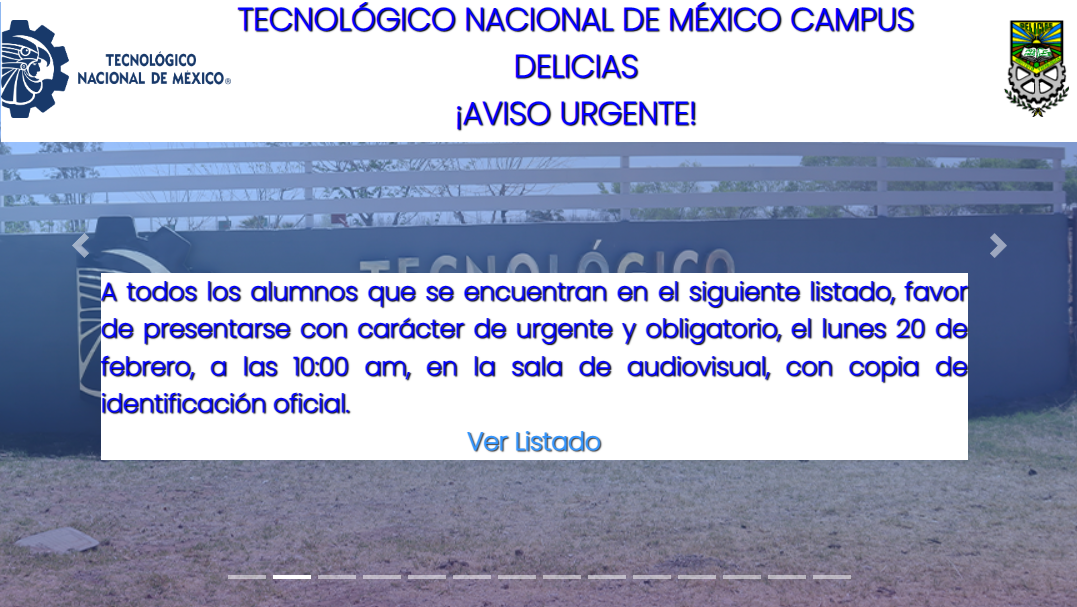 TECNOLÓGICO NACIONAL DE MÉXICO CAMPUS
DELICIAS
¡AVISO URGENTE!
TECNOLÓGICO
NACIONAL DE MÉXICO®
DELICIAS
TECNOLÓGICO
A todos los alumnos que se encuentran en el siguiente listado, favor
de presentarse con carácter de urgente y obligatorio, el lunes 20 de
febrero, a las 10:00 am, en la sala de audiovisual, con copia de
identificación oficial.
Ver Listado